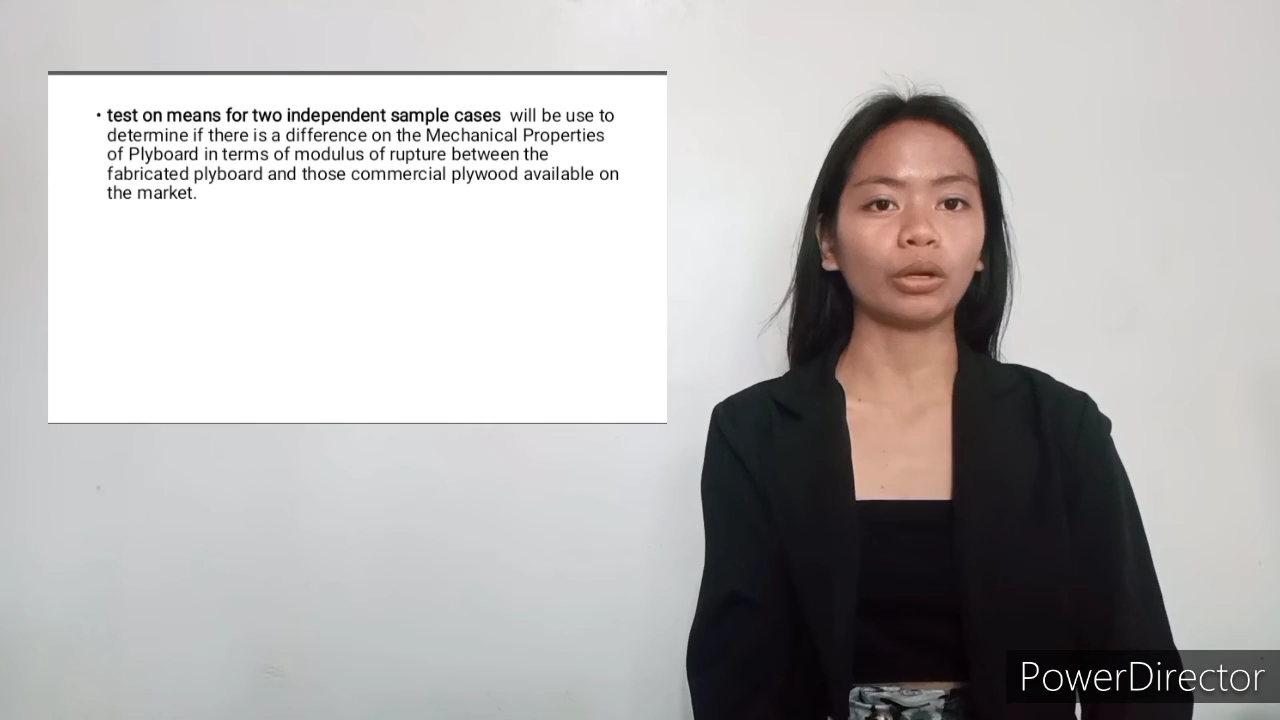 • test on means for two independent sample cases will be use to
determine if there is a difference on the Mechanical Properties
of Plyboard in terms of modulus of rupture between the
fabricated plyboard and those commercial plywood available on
the market.
PowerDirector